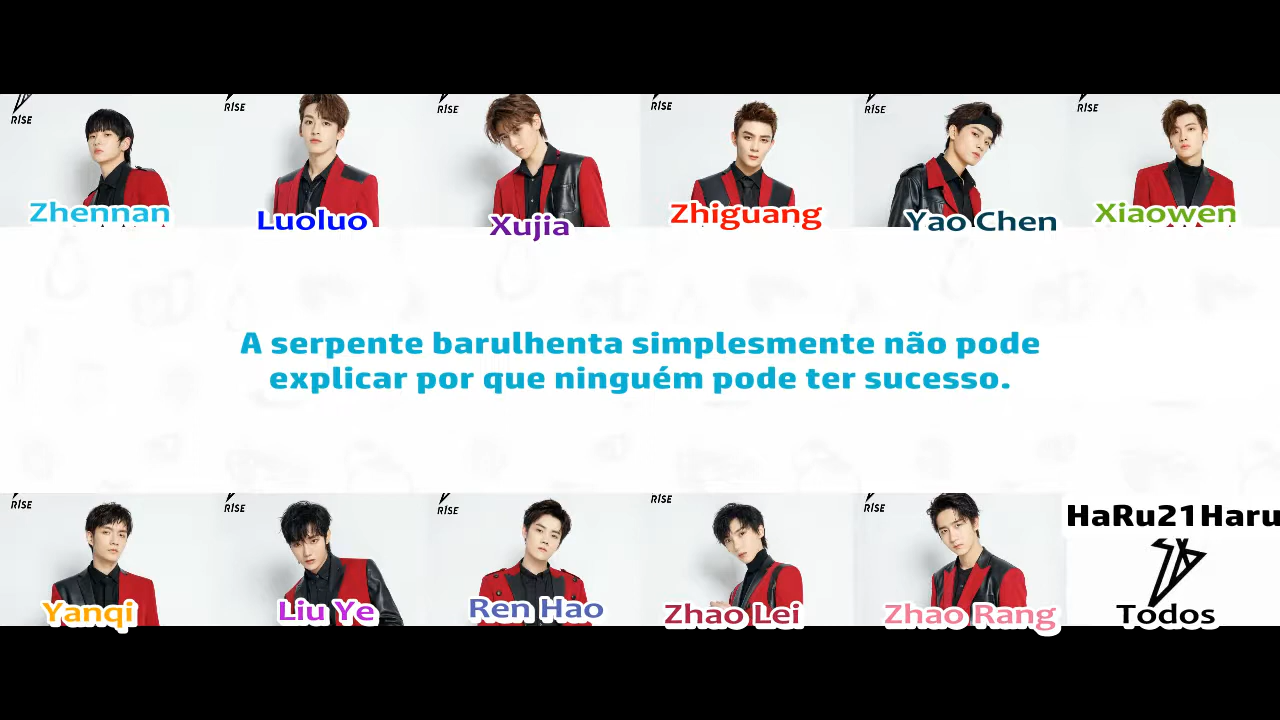 RISE
RISE
RISE
RISE
RISE
RISE
Zhennan
Luoluo
Xujia
Zhiguang
Yao Chen
Xiaowen
A serpente barulhenta simplesmente não pode
explicar por que ninguém pode ter sucesso.
RISE
RISE
RISE
RISE
RISE
HaRu21Haru
Yanqi
Liu Ye
Ren Hao
Zhao Lei
Zhao Rang
Todos